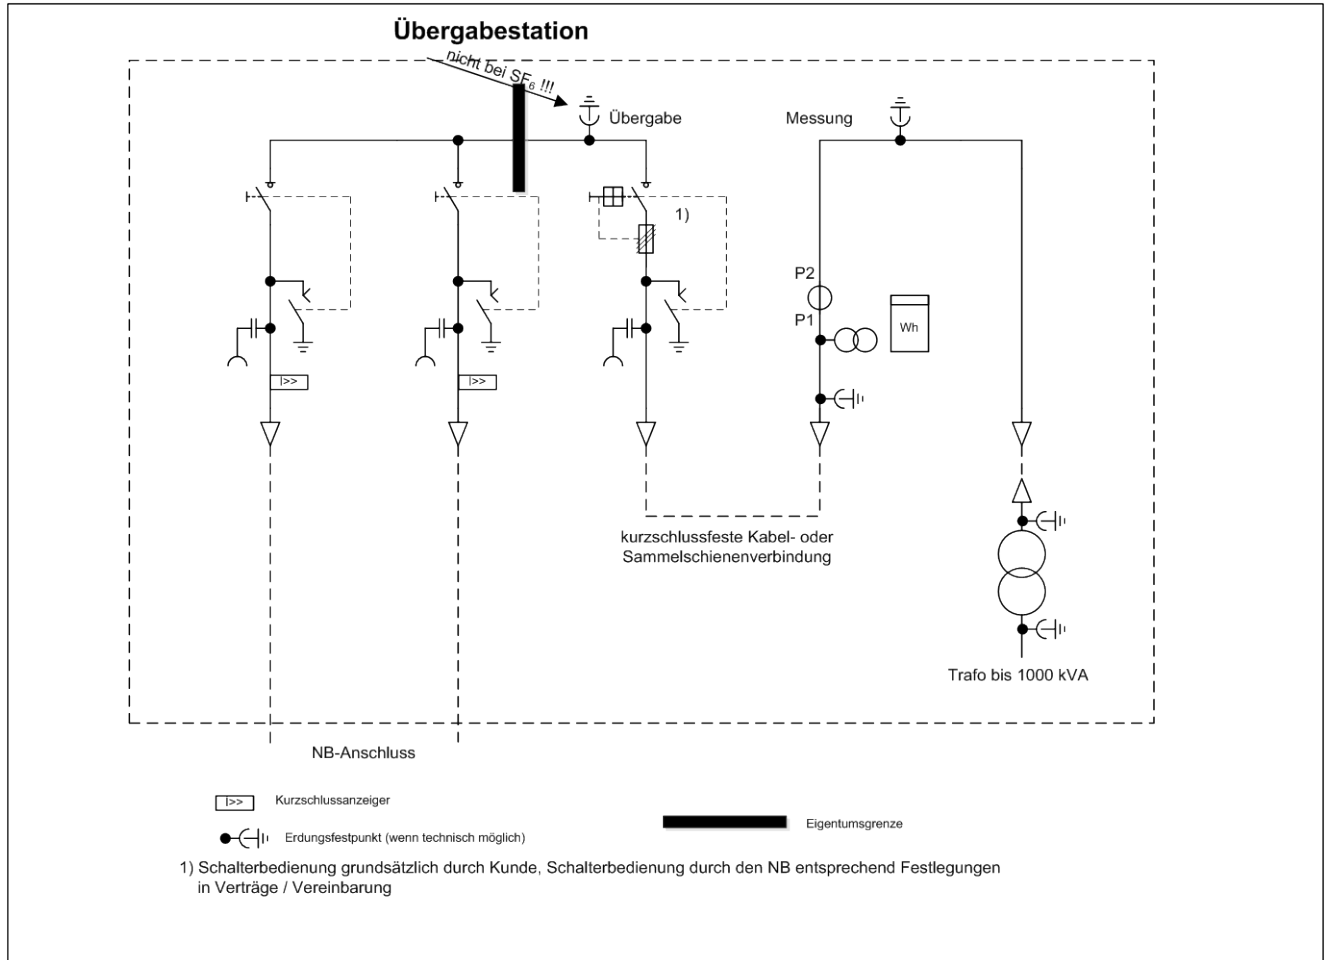 Übergabestation
nicht bei SF6 !!!
Übergabe
Messung
1)
P2
P1
Wh
I>>
I>>
kurzschlussfeste Kabel- oder
Sammelschienenverbindung
Trafo bis 1000 kVA
NB-Anschluss
I>> Kurzschlussanzeiger
Eigentumsgrenze
Erdungsfestpunkt (wenn technisch möglich)
1) Schalterbedienung grundsätzlich durch Kunde, Schalterbedienung durch den NB entsprechend Festlegungen
in Verträge / Vereinbarung